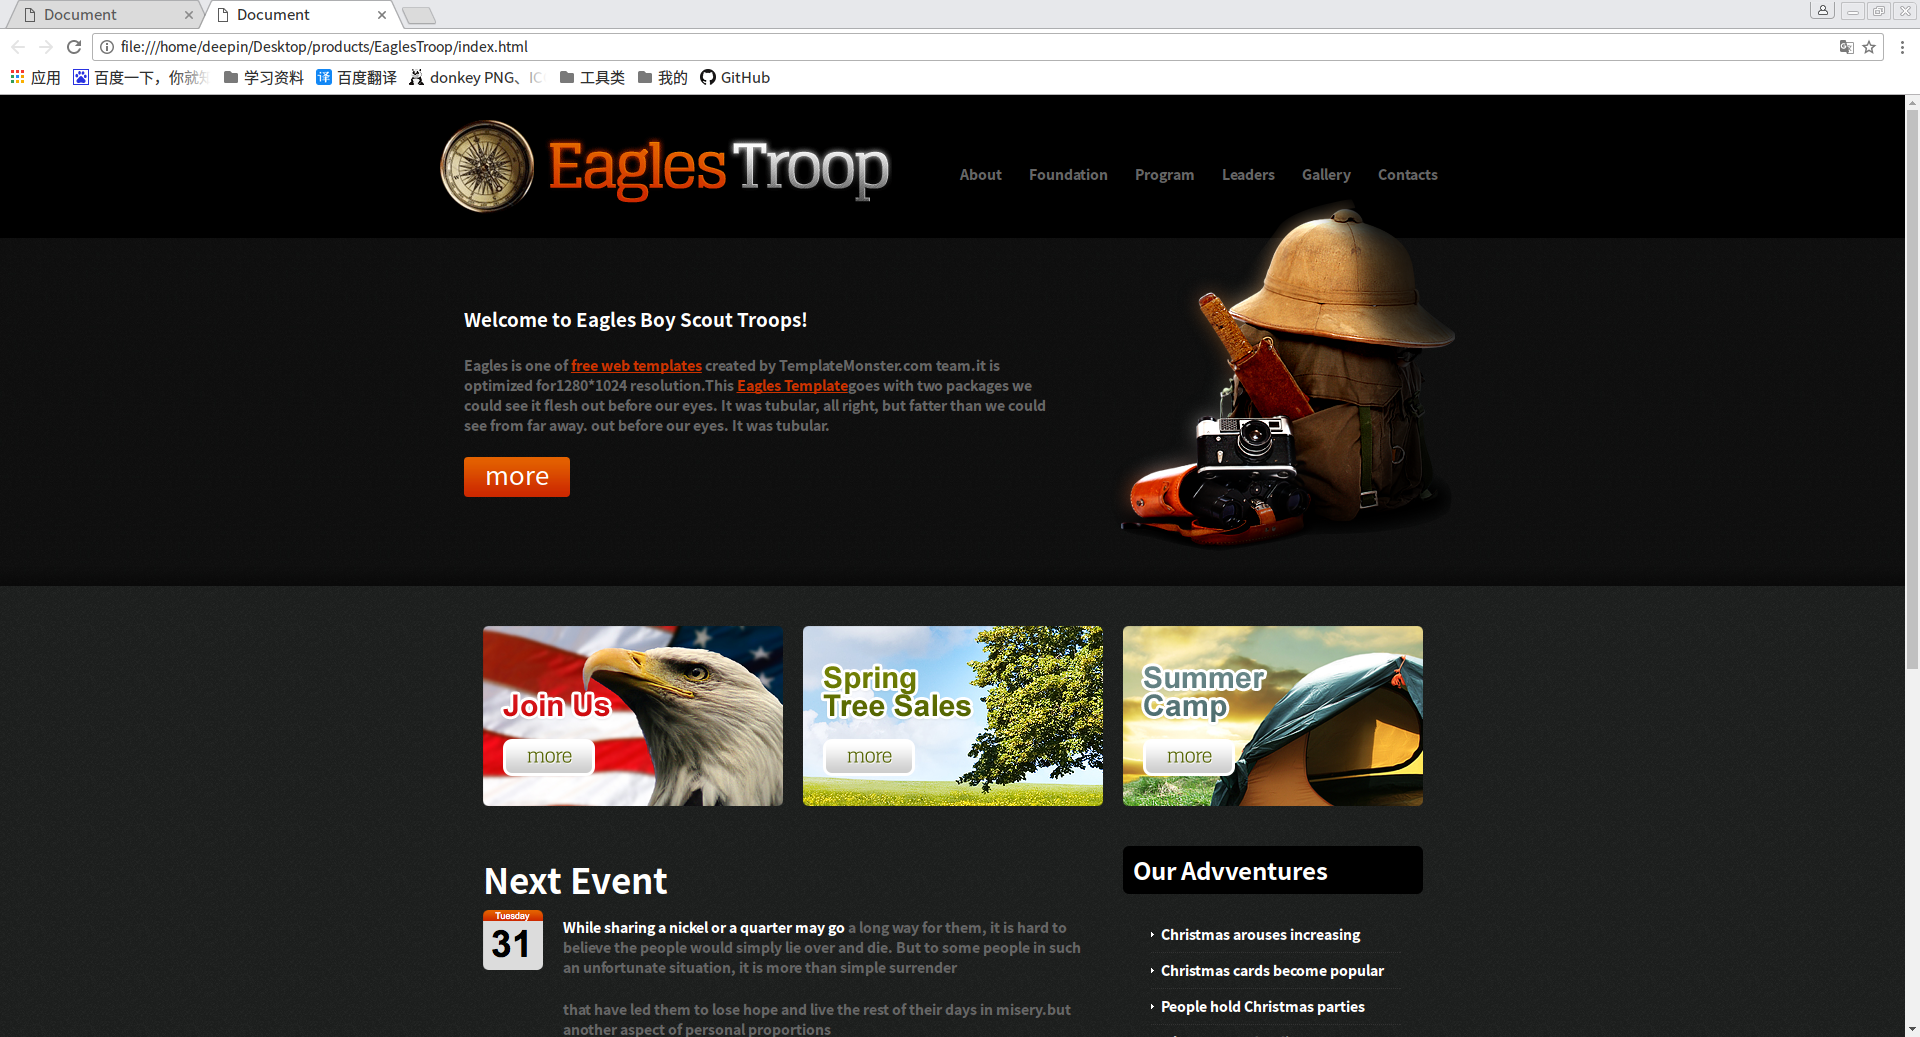 Document
Document
file:///home/deepin/Desktop/products/EaglesTroop/index.html
应用 百度一下，你就 学习资料 译 百度翻译 donkey PNG、IC 工具类 我的 GitHub
Eagles Troop
About Foundation Program Leaders Gallery Contacts
Welcome to Eagles Boy Scout Troops!
Eagles is one of free web templates created by TemplateMonster.com team.it is
optimized for1280*1024 resolution.This Eagles Templategoes with two packages we
could see it flesh out before our eyes. It was tubular, all right, but fatter than we could
see from far away. out before our eyes. It was tubular.
more
Join Us
more
Spring
Tree Sales
more
Summer
Camp
more
Next Event
Tuesday
31
While sharing a nickel or a quarter may go a long way for them, it is hard to
believe the people would simply lie over and die. But to some people in such
an unfortunate situation, it is more than simple surrender
that have led them to lose hope and live the rest of their days in misery.but
another aspect of personal proportions
Our Advventures
Christmas arouses increasing
Christmas cards become popular
People hold Christmas parties